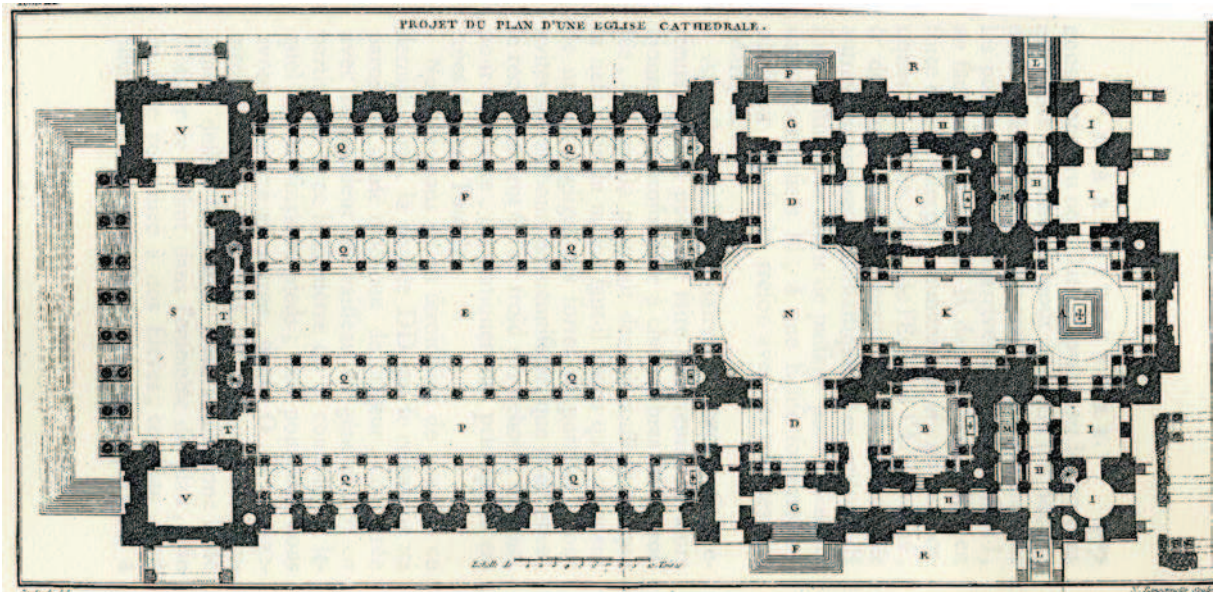 PROJET DU PLAN D'UNE EGLISE CATHEDRALE.
F R L
V G H I
Q Q
H
T P D C M I
Q Q
S T E N K A
Q Q
T P D B M I
H
Q Q
V G H I
F R L